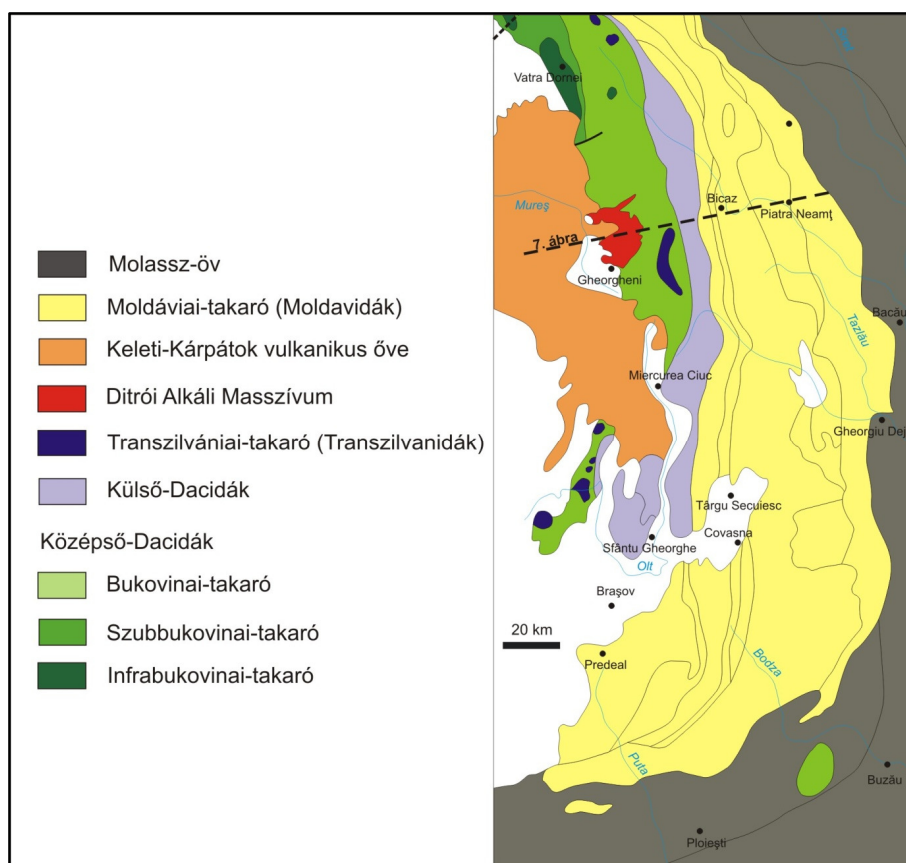 Molassz-öv
Moldáviai-takaró (Moldavidák)
Keleti-Kárpátok vulkanikus őve
Ditrói Alkáli Masszívum
Transzilvániai-takaró (Transzilvanidák)
Külső-Dacidák
Középső-Dacidák
Bukovinai-takaró
Szubbukovinai-takaró
Infrabukovinai-takaró
Vatra Dornei
Mureş
Bicaz
Piatra Neamţ
7. ábra
Gheorgheni
Bacău
Tazlău
Miercurea Ciuc
Gheorgiu Dej
Târgu Secuiesc
Covasna
Sfăntu Gheorghe
Olt
Braşov
20 km
Predeal
Bodza
Puta
Buzău
Ploieşti